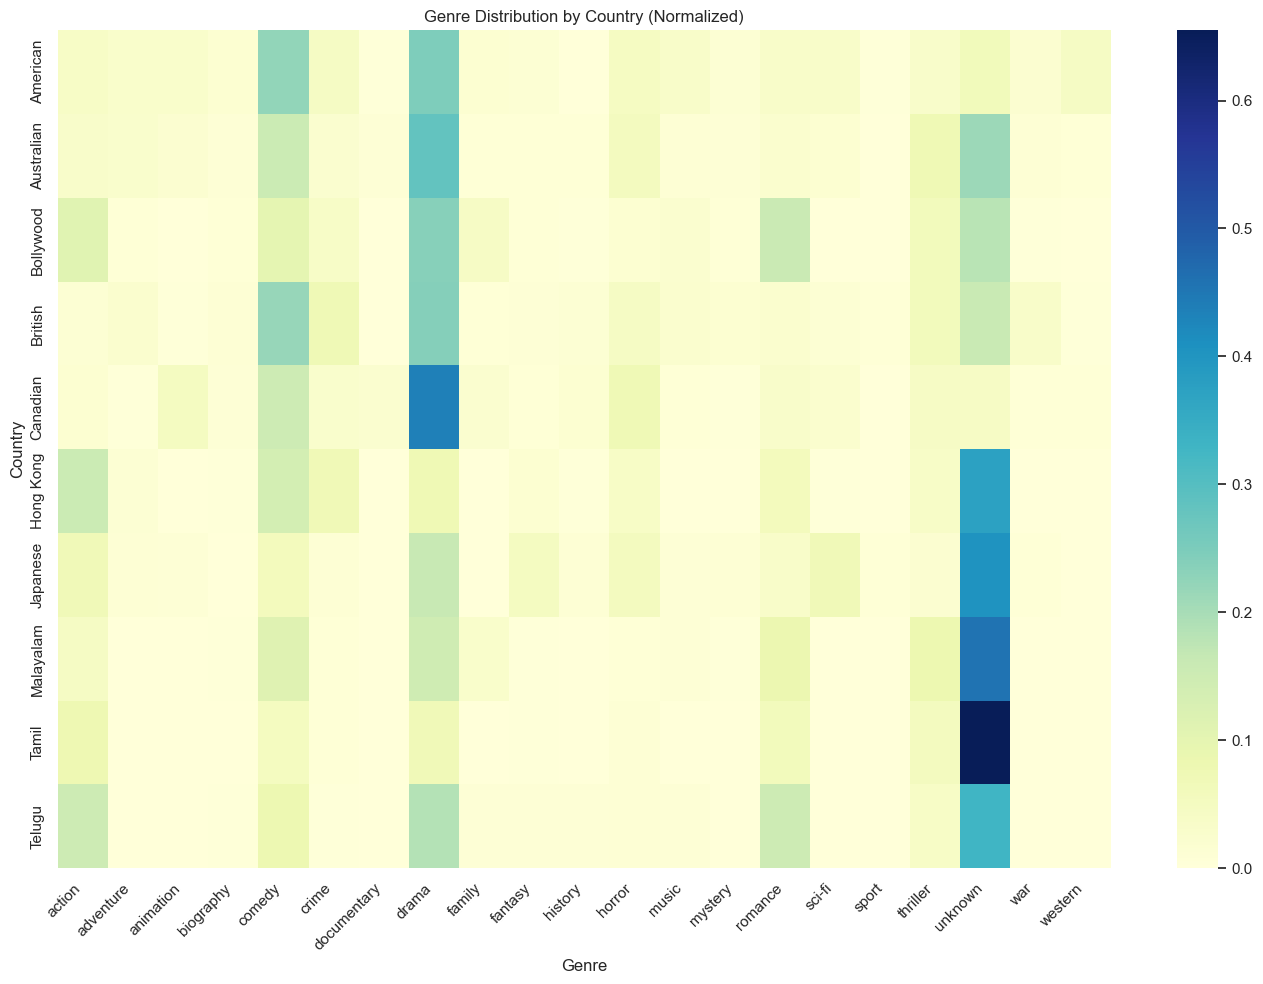 Genre Distribution by Country (Normalized)
Country
American
Australian
Bollywood
British
Canadian
Hong Kong
Japanese
Malayalam
Tamil
Telugu
action
adventure
animation
biography
comedy
crime
documentary
drama
family
fantasy
history
horror
music
mystery
romance
sci-fi
sport
thriller
unknown
war
western
Genre
0.6
0.5
0.4
0.3
0.2
0.1
0.0